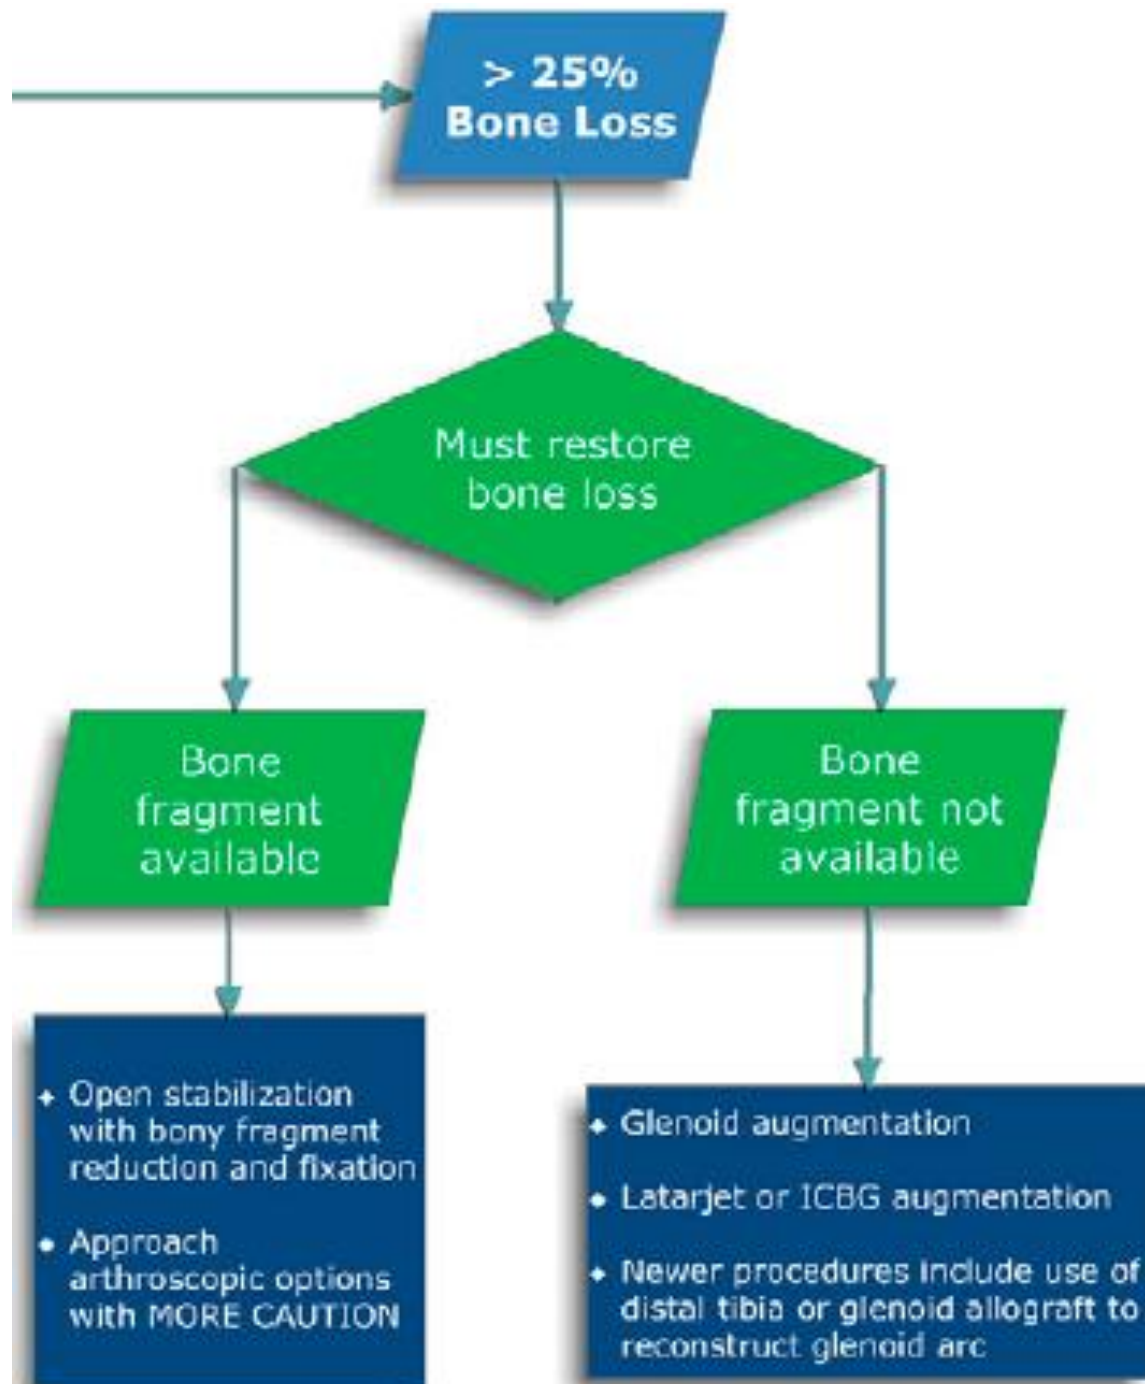 > 25%
Bone Loss
Must restore
bone loss
Bone
fragment
available
Bone
fragment not
available
Open stabilization
with bony fragment
reduction and fixation
Approach
arthroscopic options
with MORE CAUTION
Glenoid augmentation
Latarjet or ICBG augmentation
Newer procedures include use of
distal tibia or glenoid allograft to
reconstruct glenoid arc